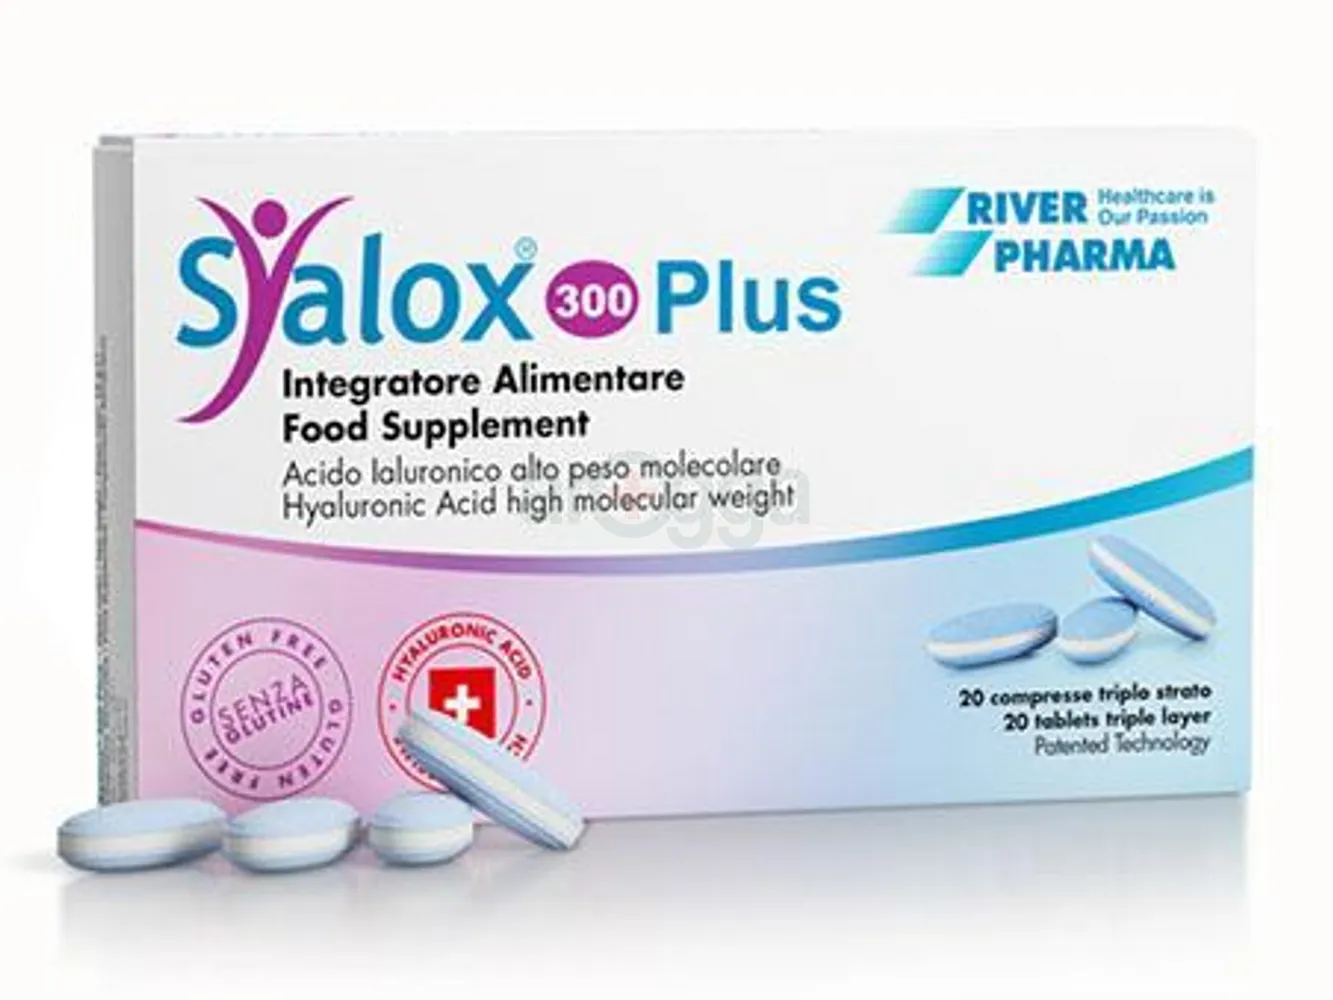 Syalox® 300 Plus
RIVER PHARMA
Healthcare is
Our Passion
Integratore Alimentare
Food Supplement
Acido Ialuronico alto peso molecolare
Hyaluronic Acid high molecular weight
GLUTEN FREE GLUTEN FREE
SENZA
GLUTINE
HYALURONIC ACID
20 compresse triplo strato
20 tablets triple layer
Patented Technology